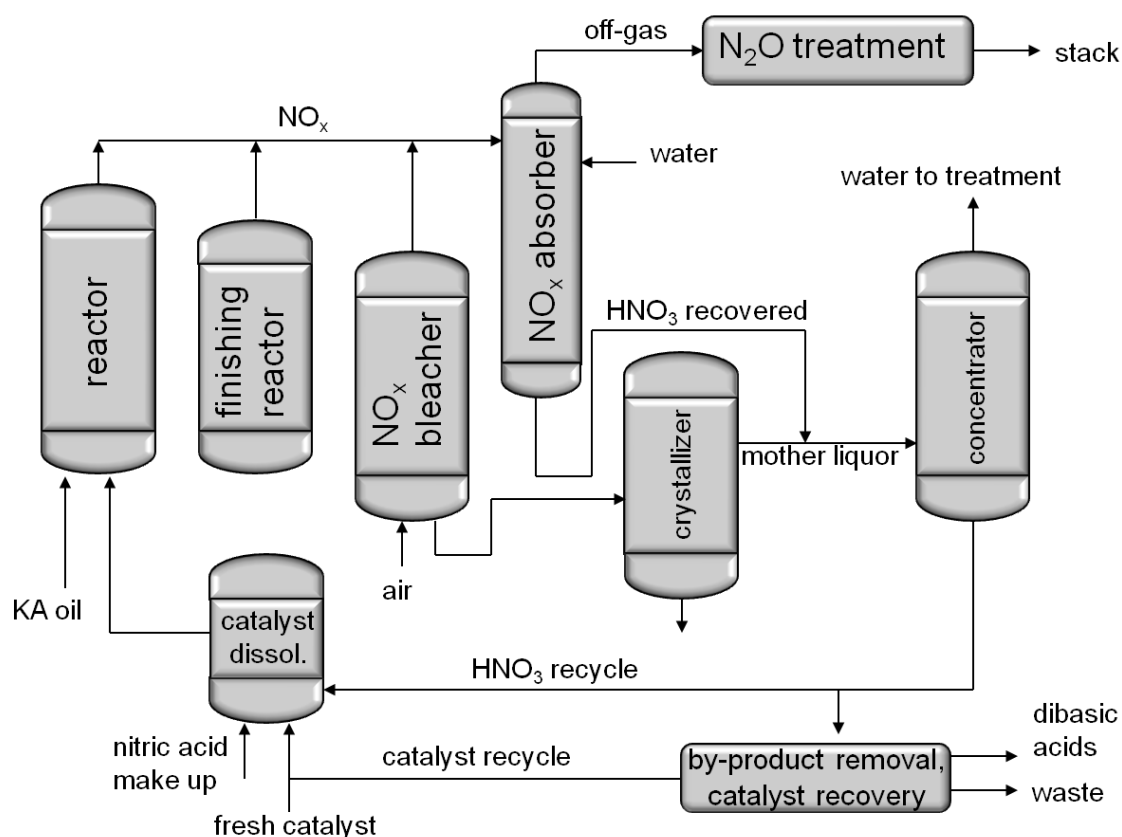 off-gas
N₂O treatment
stack
NOₓ
water
water to treatment
reactor
finishing
reactor
NOₓ
bleacher
NOₓ absorber
HNO₃ recovered
crystallizer
mother liquor
concentrator
KA oil
air
catalyst
dissol.
HNO₃ recycle
nitric acid
make up
catalyst recycle
fresh catalyst
by-product removal,
catalyst recovery
dibasic
acids
waste